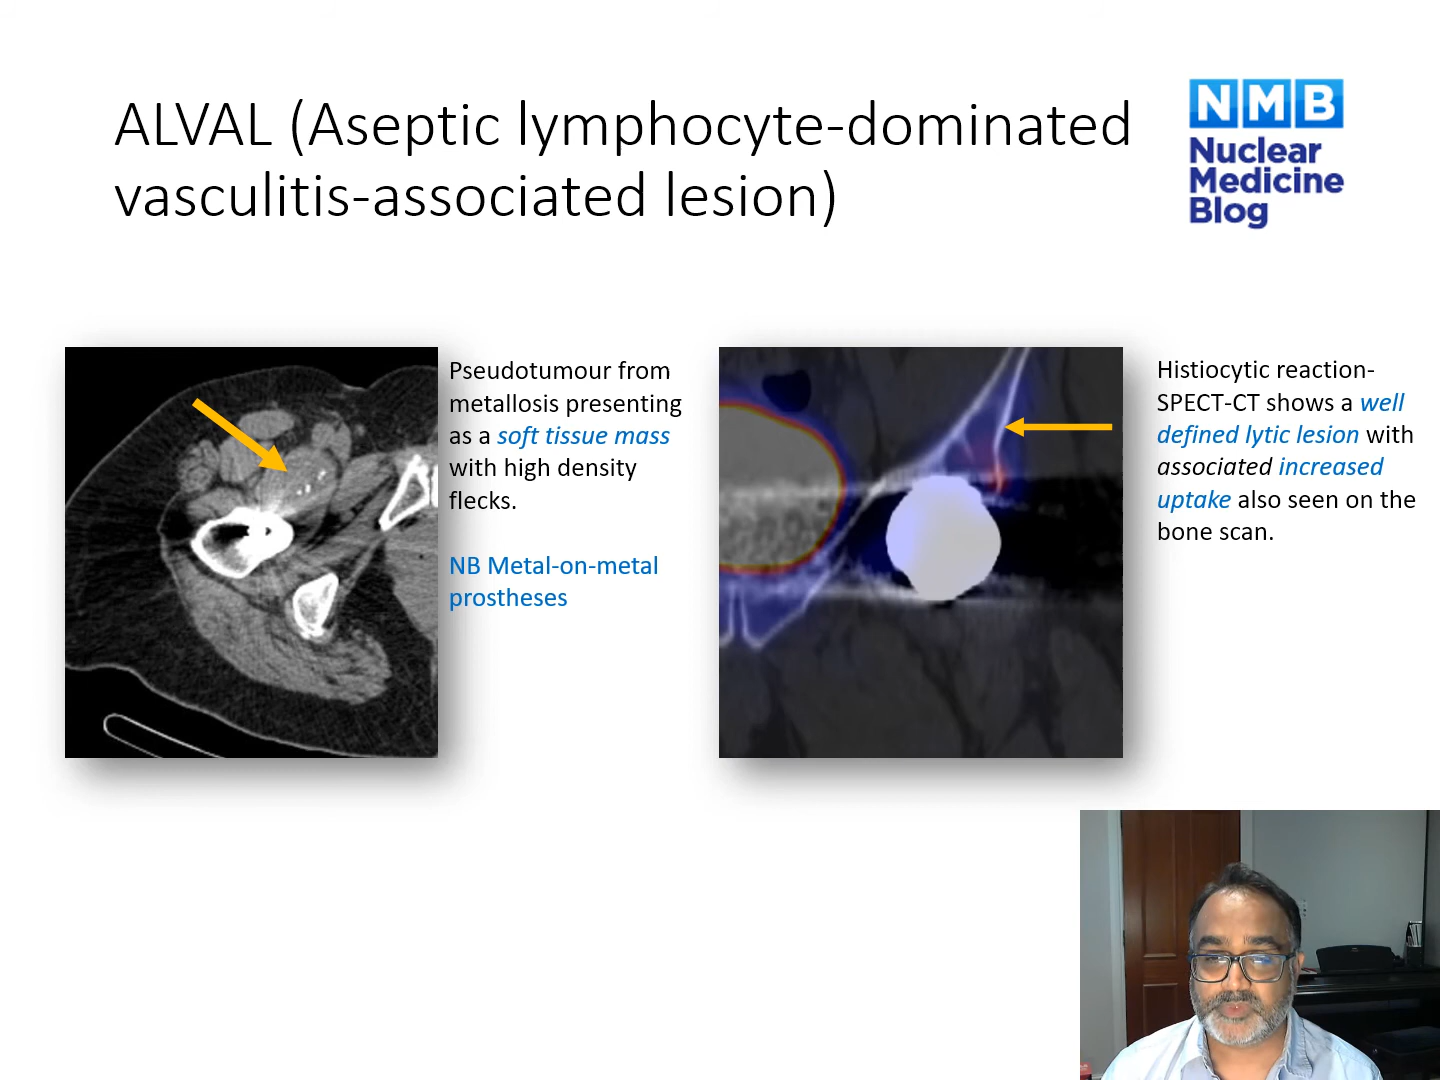 ALVAL (Aseptic lymphocyte-dominated
vasculitis-associated lesion)
NMB
Nuclear
Medicine
Blog
Pseudotumour from
metallosis presenting
as a soft tissue mass
with high density
flecks.
NB Metal-on-metal
prostheses
Histiocytic reaction-
SPECT-CT shows a well
defined lytic lesion with
associated increased
uptake also seen on the
bone scan.